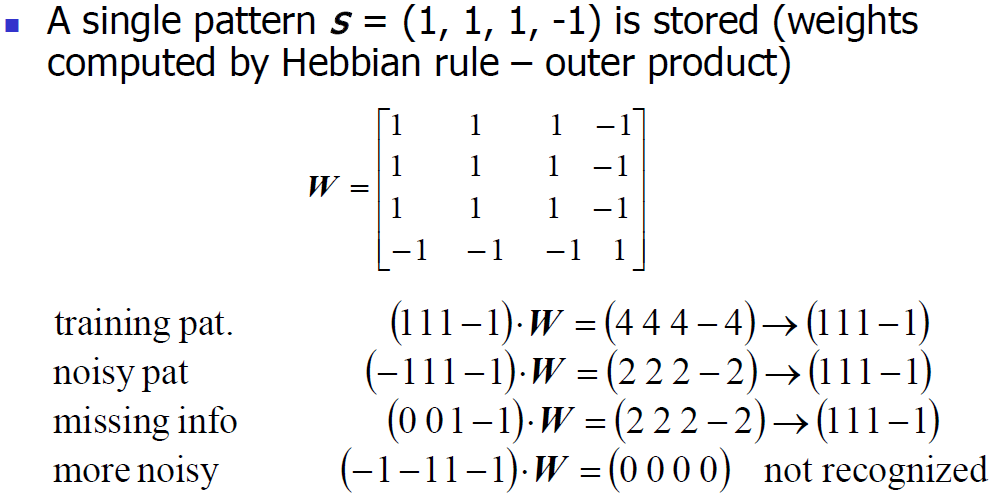 ▪ A single pattern s = (1, 1, 1, -1) is stored (weights
computed by Hebbian rule – outer product)
1 1 1 −1
1 1 1 −1
W =
1 1 1 −1
−1 −1 −1 1
training pat. (1 1 1 −1)·W = (4 4 4 −4) → (1 1 1 −1)
noisy pat (−1 1 1 −1)·W = (2 2 2 −2) → (1 1 1 −1)
missing info (0 0 1 −1)·W = (2 2 2 −2) → (1 1 1 −1)
more noisy (−1 −1 1 −1)·W = (0 0 0 0) not recognized